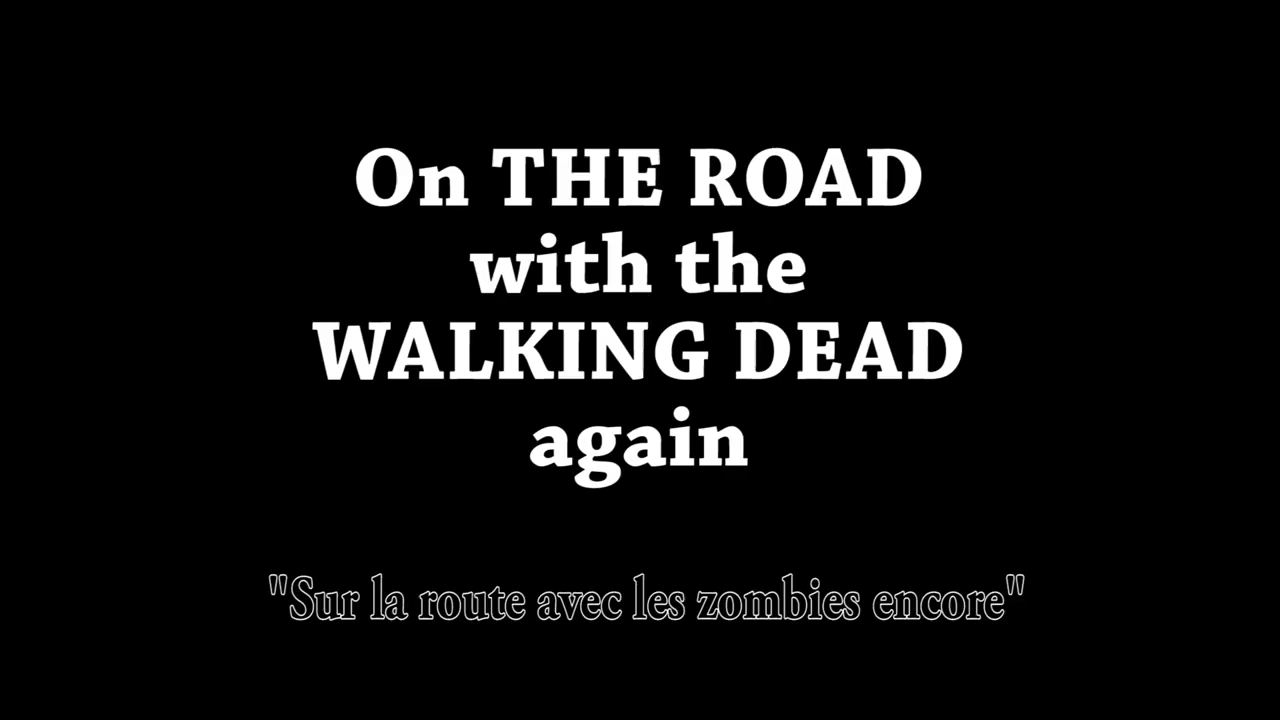 On THE ROAD
with the
WALKING DEAD
again
"Sur la route avec les zombies encore"